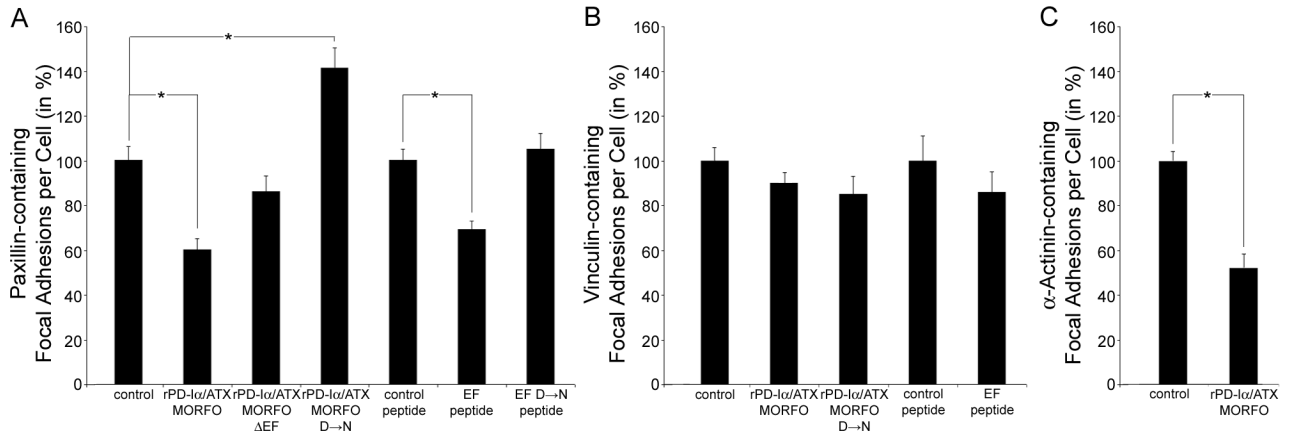 A
Paxillin-containing
Focal Adhesions per Cell (in %)
160
140
120
100
80
60
40
20
0
*
*
*
control
rPD-Iα/ATX
MORFO
rPD-Iα/ATX
MORFO
ΔEF
rPD-Iα/ATX
MORFO
D→N
control
peptide
EF
peptide
EF D→N
peptide
B
Vinculin-containing
Focal Adhesions per Cell (in %)
160
140
120
100
80
60
40
20
0
control
rPD-Iα/ATX
MORFO
rPD-Iα/ATX
MORFO
D→N
control
peptide
EF
peptide
C
α-Actinin-containing
Focal Adhesions per Cell (in %)
160
140
120
100
80
60
40
20
0
*
control
rPD-Iα/ATX
MORFO